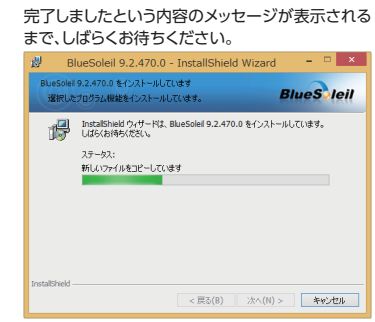 完了しましたという内容のメッセージが表示される
まで、しばらくお待ちください。
BlueSoleil 9.2.470.0 - InstallShield Wizard
BlueSoleil 9.2.470.0 をインストールしています
選択したプログラム機能をインストールしています。
BlueSoleil
InstallShield ウィザードは、BlueSoleil 9.2.470.0 をインストールしています。
しばらくお待ちください。
ステータス:
新しいファイルをコピーしています
InstallShield
< 戻る(B)
次へ(N) >
キャンセル